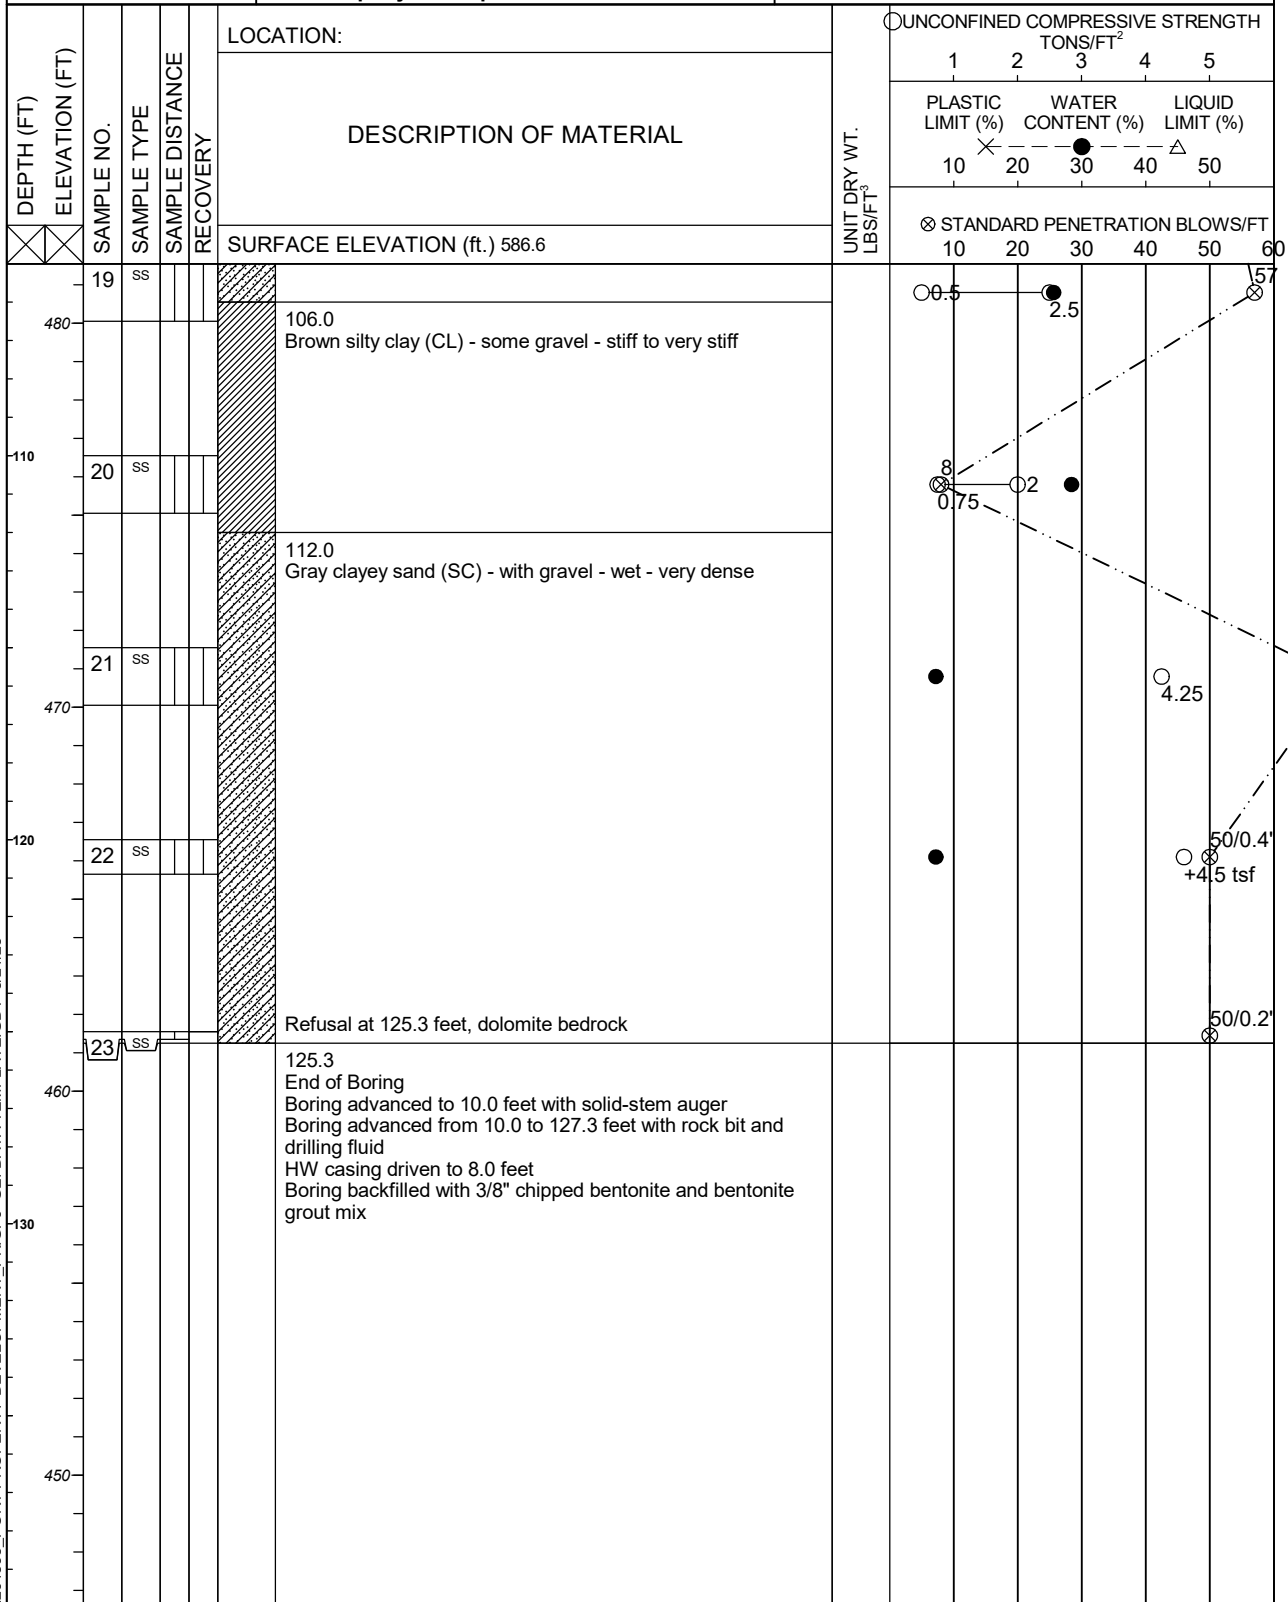 LOCATION:
UNCONFINED COMPRESSIVE STRENGTH
TONS/FT²
1 2 3 4 5
DEPTH (FT)
ELEVATION (FT)
SAMPLE NO.
SAMPLE TYPE
SAMPLE DISTANCE
RECOVERY
DESCRIPTION OF MATERIAL
UNIT DRY WT.
LBS/FT³
PLASTIC WATER LIQUID
LIMIT (%) CONTENT (%) LIMIT (%)
10 20 30 40 50
SURFACE ELEVATION (ft.) 586.6
STANDARD PENETRATION BLOWS/FT
10 20 30 40 50 60
19 SS
57
0.5
2.5
106.0
480
Brown silty clay (CL) - some gravel - stiff to very stiff
110
20 SS
8
2
0.75
112.0
Gray clayey sand (SC) - with gravel - wet - very dense
21 SS
4.25
470
120
50/0.4'
22 SS
+4.5 tsf
50/0.2'
Refusal at 125.3 feet, dolomite bedrock
23 SS
125.3
End of Boring
460
Boring advanced to 10.0 feet with solid-stem auger
Boring advanced from 10.0 to 127.3 feet with rock bit and
drilling fluid
HW casing driven to 8.0 feet
Boring backfilled with 3/8" chipped bentonite and bentonite
grout mix
130
450